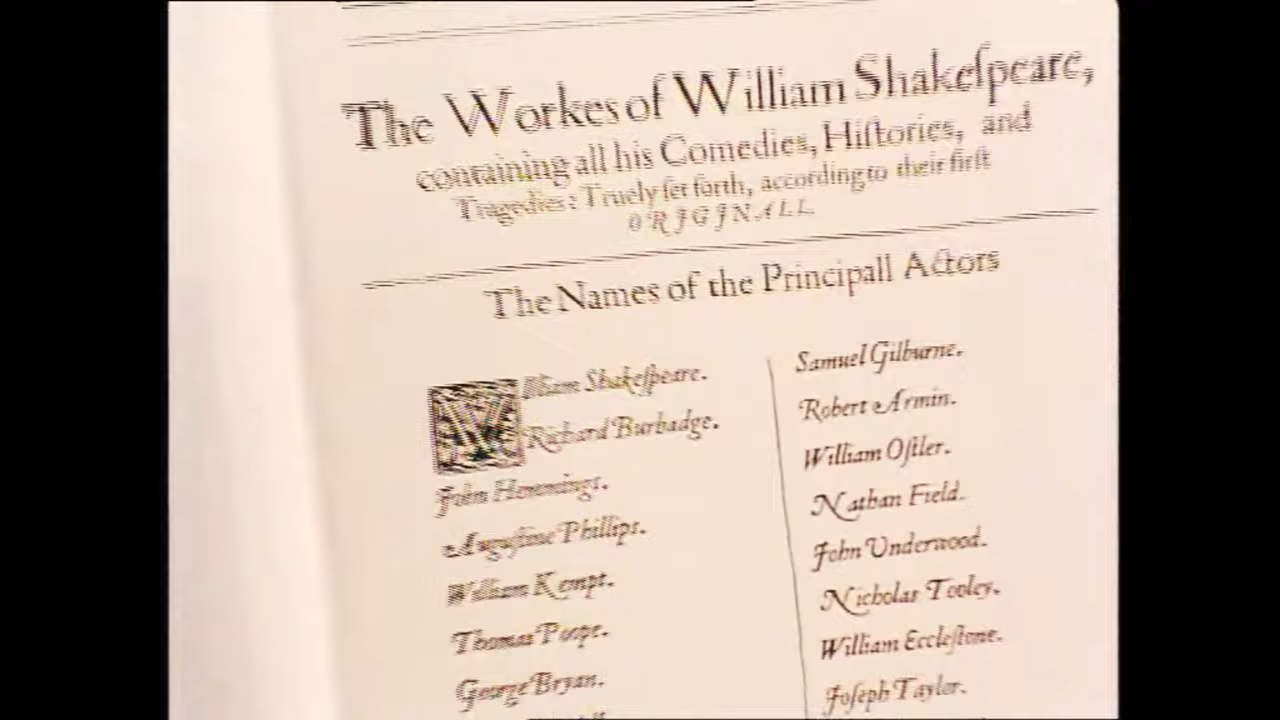 The Workes of William Shakeſpeare,
containing all his Comedies, Hiſtories, and
Tragedies: Truely ſet forth, according to their firſt
ORJGJNALL.
The Names of the Principall Actors
William Shakeſpeare.
Richard Burbadge.
John Hemmings.
Auguſtine Phillips.
William Kempt.
Thomas Poope.
George Bryan.
Samuel Gilburne.
Robert Armin.
William Oſtler.
Nathan Field.
John Underwood.
Nicholas Tooley.
William Eccleſtone.
Joſeph Taylor.